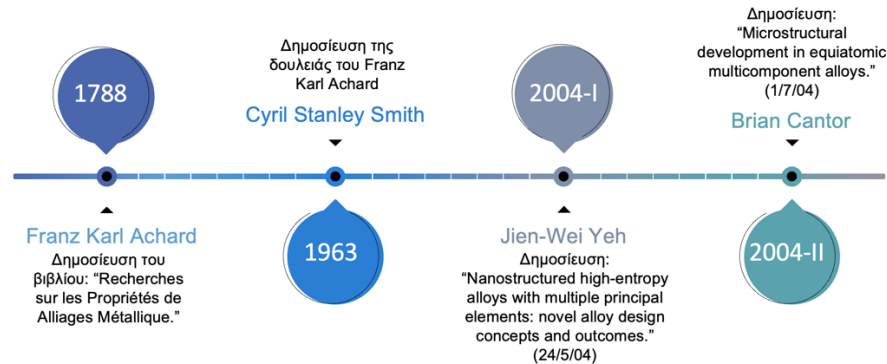 1788
Franz Karl Achard
Δημοσίευση του
βιβλίου: “Recherches
sur les Propriétés de
Alliages Métallique.”
Δημοσίευση της
δουλειάς του Franz
Karl Achard
Cyril Stanley Smith
1963
2004-I
Jien-Wei Yeh
Δημοσίευση:
“Nanostructured high-entropy
alloys with multiple principal
elements: novel alloy design
concepts and outcomes.”
(24/5/04)
Δημοσίευση:
“Microstructural
development in equiatomic
multicomponent alloys.”
(1/7/04)
Brian Cantor
2004-II